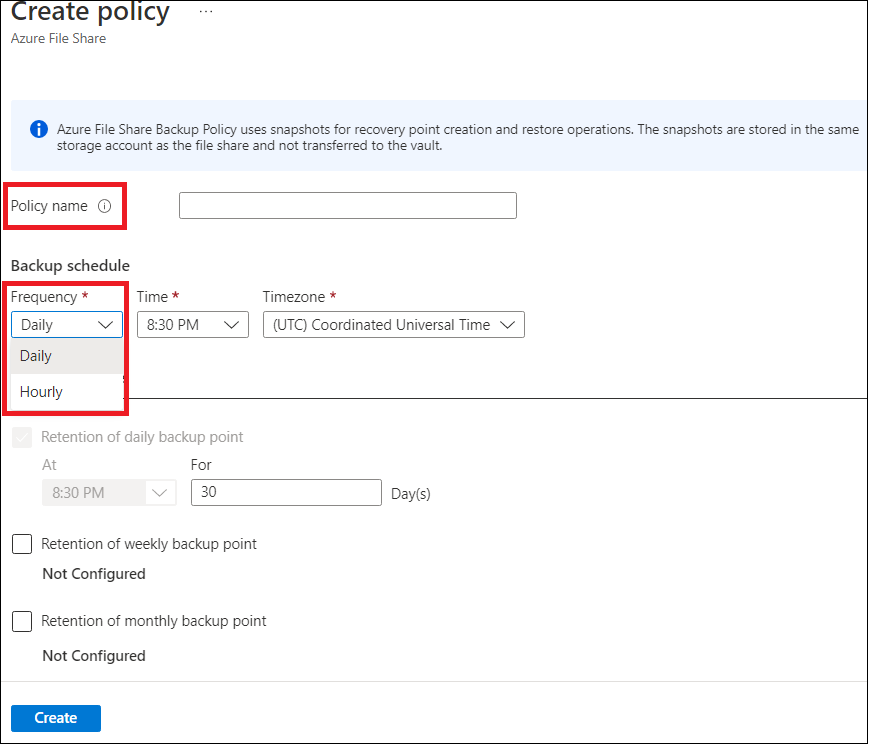 Create policy ...
Azure File Share
Azure File Share Backup Policy uses snapshots for recovery point creation and restore operations. The snapshots are stored in the same
storage account as the file share and not transferred to the vault.
Policy name
Backup schedule
Frequency * Time * Timezone *
Daily 8:30 PM (UTC) Coordinated Universal Time
Daily
Hourly
Retention of daily backup point
At For
8:30 PM 30 Day(s)
Retention of weekly backup point
Not Configured
Retention of monthly backup point
Not Configured
Create